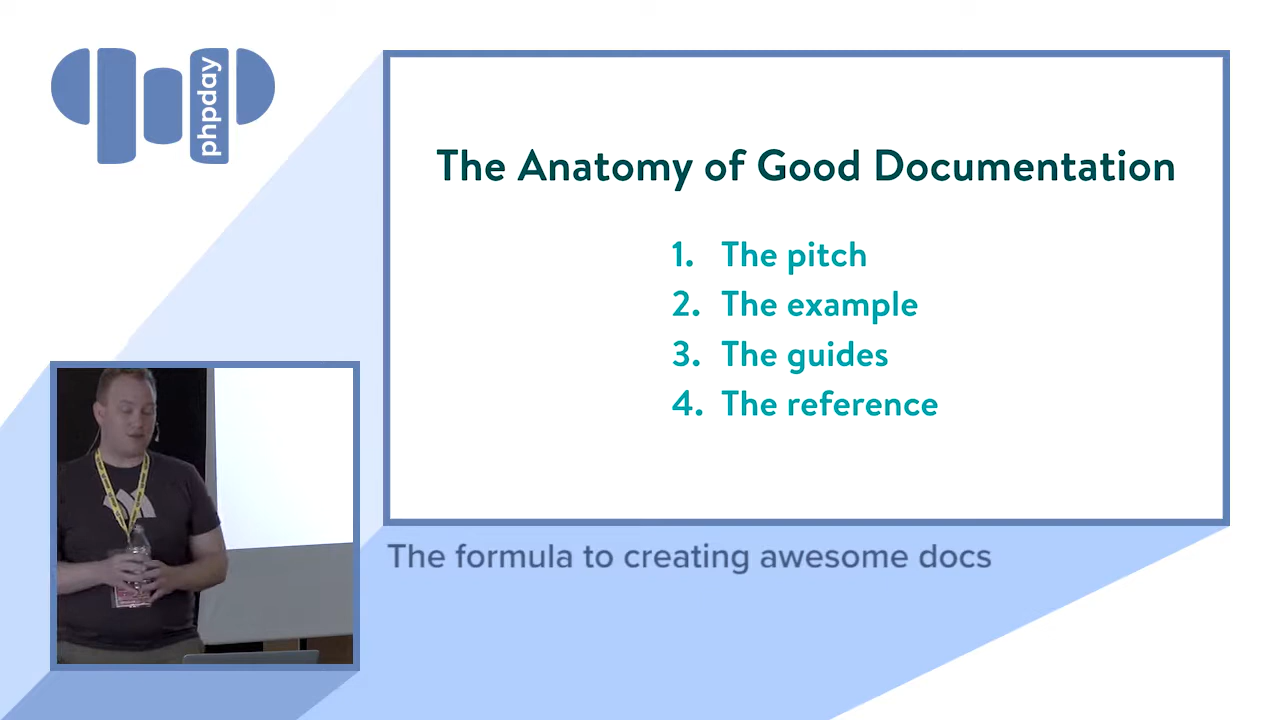 phpday
The Anatomy of Good Documentation
1. The pitch
2. The example
3. The guides
4. The reference
The formula to creating awesome docs